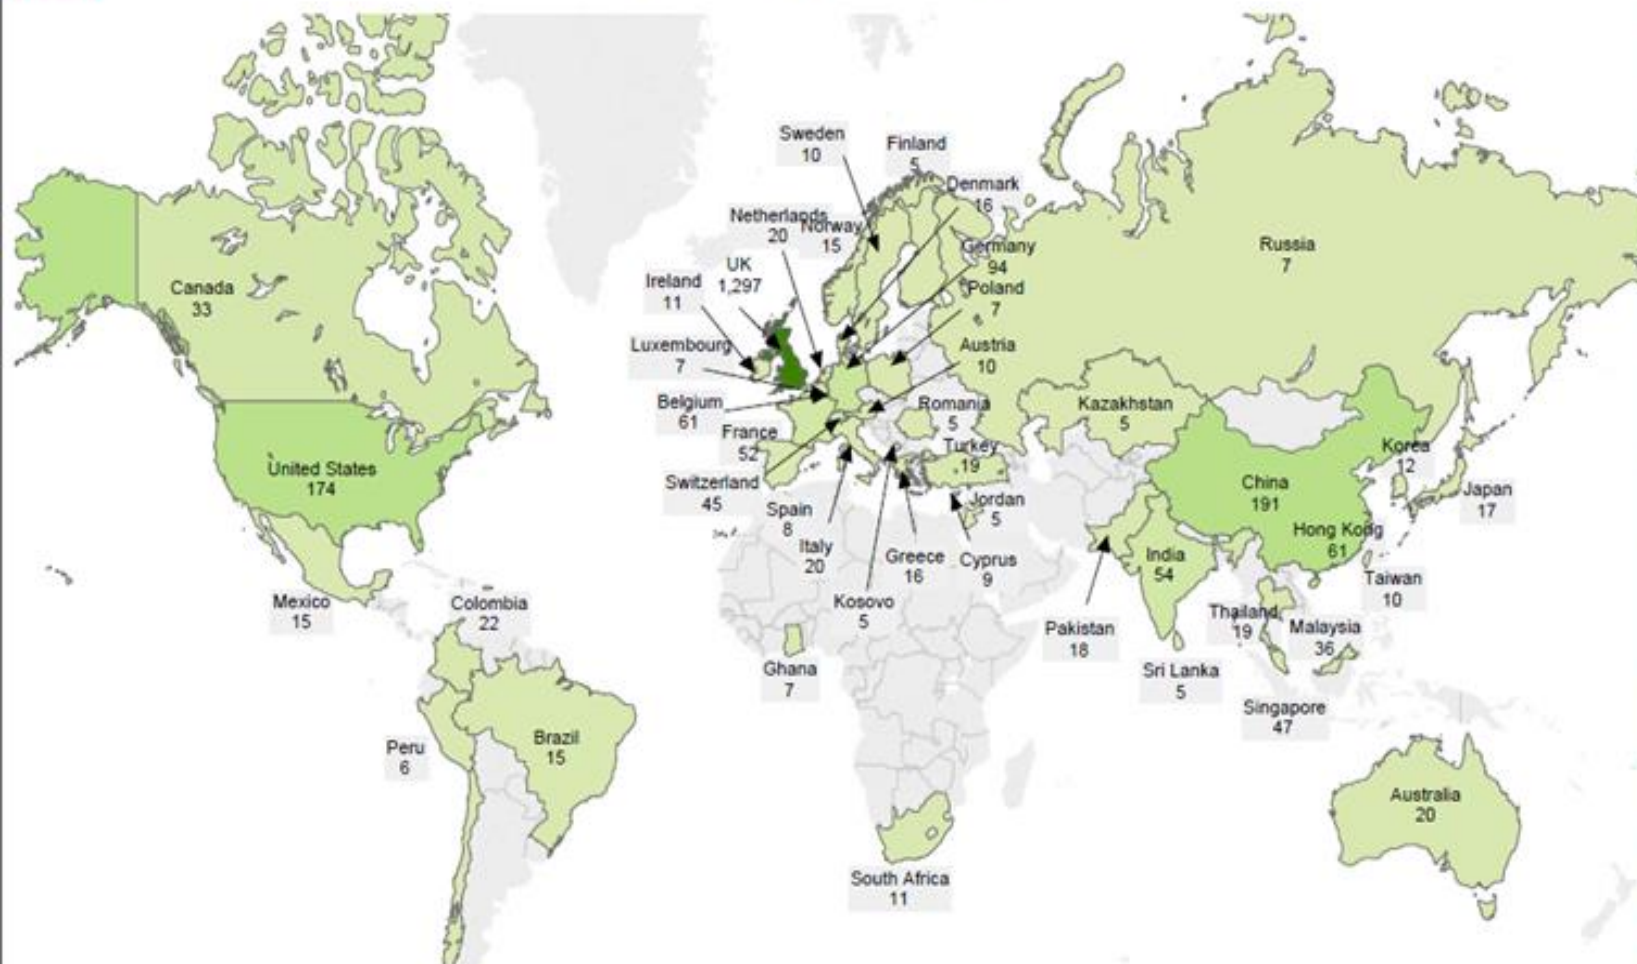 Sweden
10
Finland
5
Denmark
16
Netherlands
20
Norway
15
Germany
94
Russia
7
UK
1,297
Ireland
11
Canada
33
Poland
7
Luxembourg
7
Austria
10
Belgium
61
Romania
5
Kazakhstan
5
France
52
Turkey
19
Korea
12
United States
174
Switzerland
45
China
191
Japan
17
Spain
8
Jordan
5
Hong Kong
61
Italy
20
Greece
16
Cyprus
9
India
54
Taiwan
10
Mexico
15
Colombia
22
Kosovo
5
Pakistan
18
Thailand
19
Malaysia
36
Ghana
7
Sri Lanka
5
Singapore
47
Peru
6
Brazil
15
Australia
20
South Africa
11